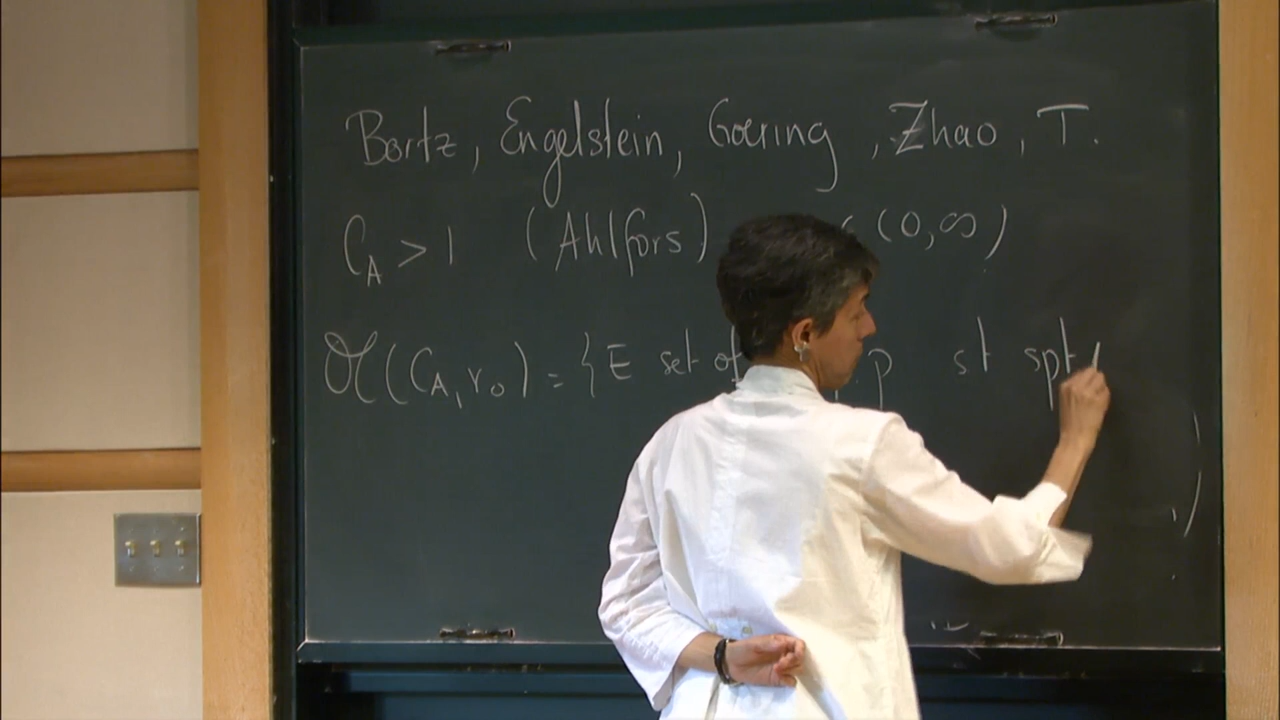 Bortz, Engelstein, Goering, Zhao, T.
C_A > 1 (Ahlfors) (0,∞)
𝒪(C_A, r_0) = { E set of f.p st spt